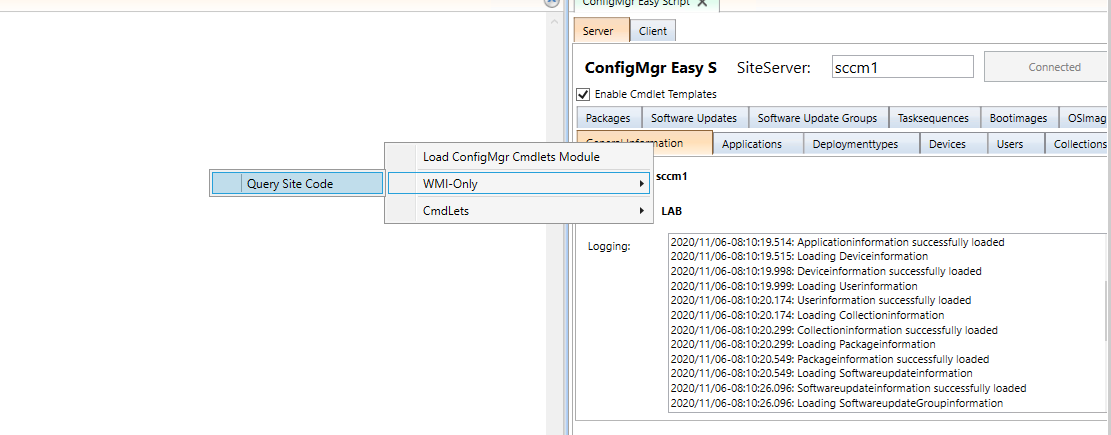 ConfigMgr Easy Script
Server Client
ConfigMgr Easy S SiteServer: sccm1 Connected
Enable Cmdlet Templates
Packages Software Updates Software Update Groups Tasksequences Bootimages OSImag
General Information Applications Deploymenttypes Devices Users Collections
Load ConfigMgr Cmdlets Module
Query Site Code WMI-Only sccm1
CmdLets LAB
Logging:
2020/11/06-08:10:19.514: Applicationinformation successfully loaded
2020/11/06-08:10:19.515: Loading Deviceinformation
2020/11/06-08:10:19.998: Deviceinformation successfully loaded
2020/11/06-08:10:19.999: Loading Userinformation
2020/11/06-08:10:20.174: Userinformation successfully loaded
2020/11/06-08:10:20.174: Loading Collectioninformation
2020/11/06-08:10:20.299: Collectioninformation successfully loaded
2020/11/06-08:10:20.299: Loading Packageinformation
2020/11/06-08:10:20.549: Packageinformation successfully loaded
2020/11/06-08:10:20.549: Loading Softwareupdateinformation
2020/11/06-08:10:26.096: Softwareupdateinformation successfully loaded
2020/11/06-08:10:26.096: Loading SoftwareupdateGroupinformation